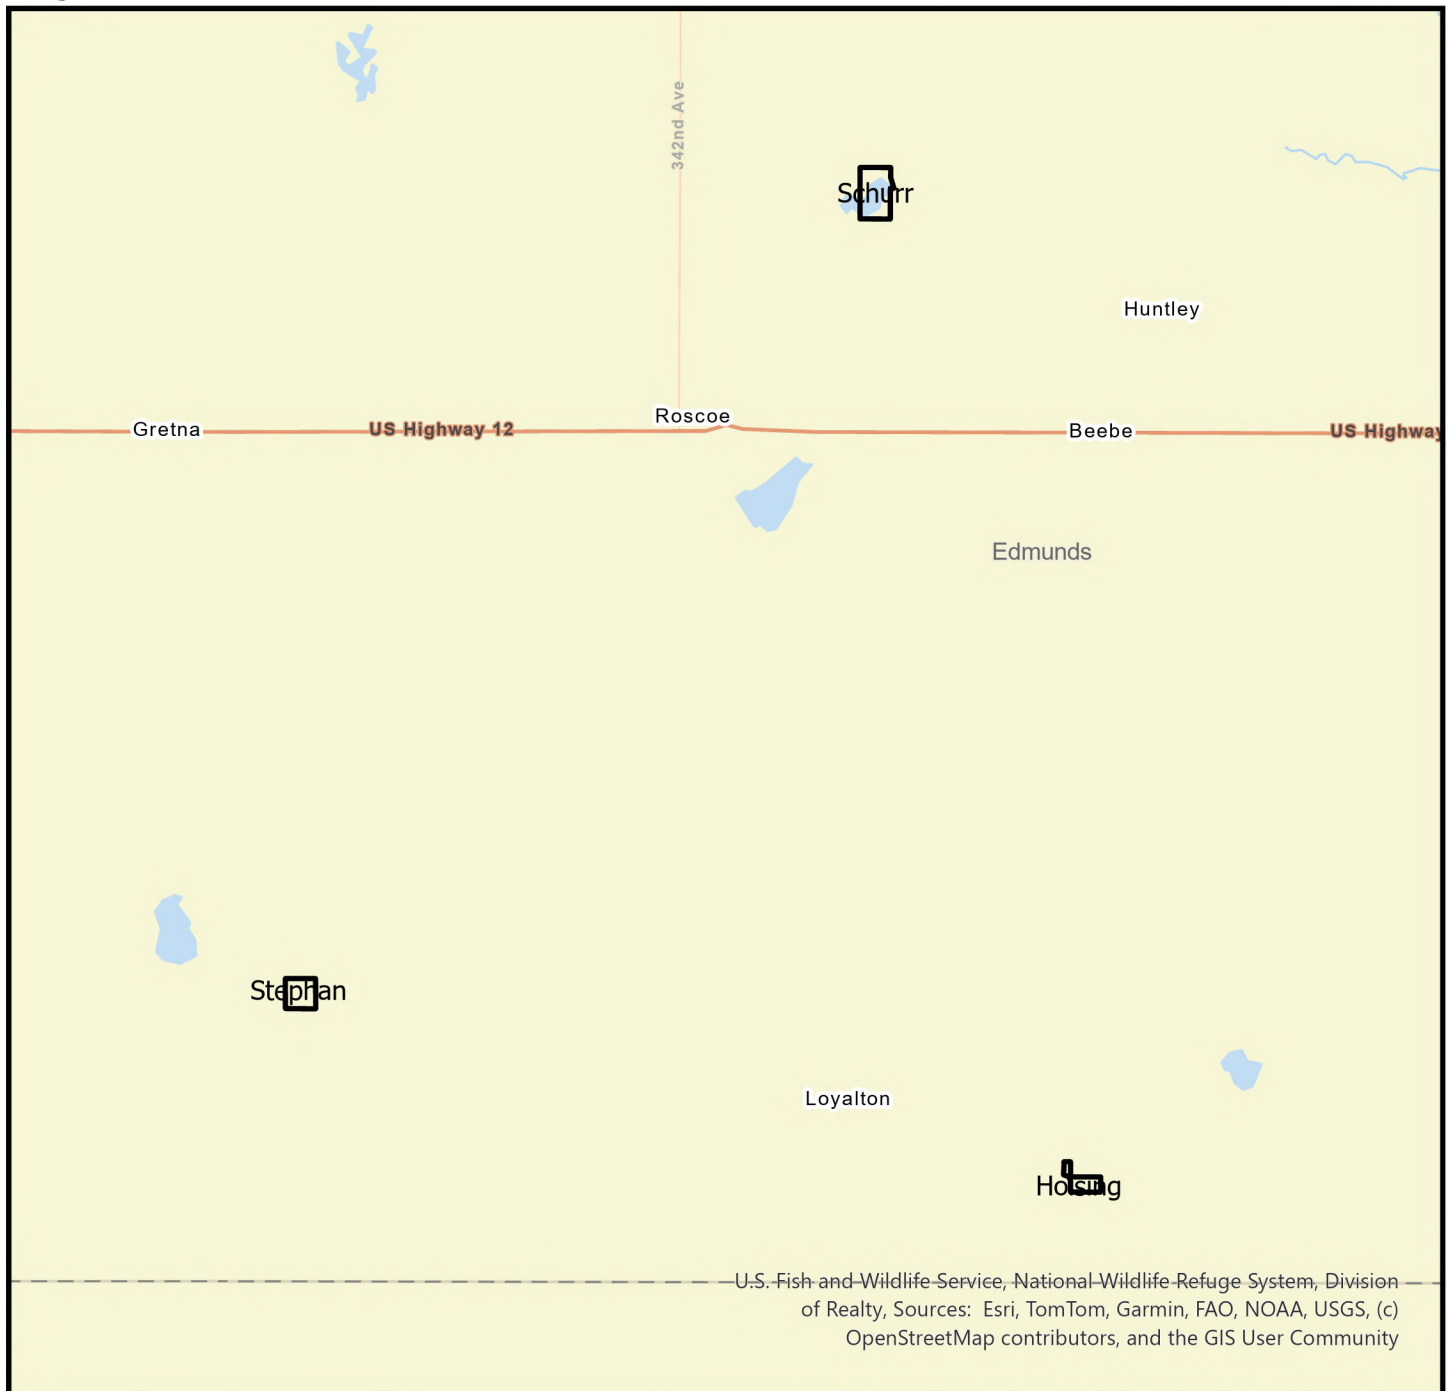 342nd Ave
Schurr
Huntley
Roscoe
Gretna
US Highway 12
Beebe
US Highway
Edmunds
Stephan
Loyalton
U.S. Fish and Wildlife Service, National Wildlife Refuge System, Division
of Realty, Sources: Esri, TomTom, Garmin, FAO, NOAA, USGS, (c)
OpenStreetMap contributors, and the GIS User Community